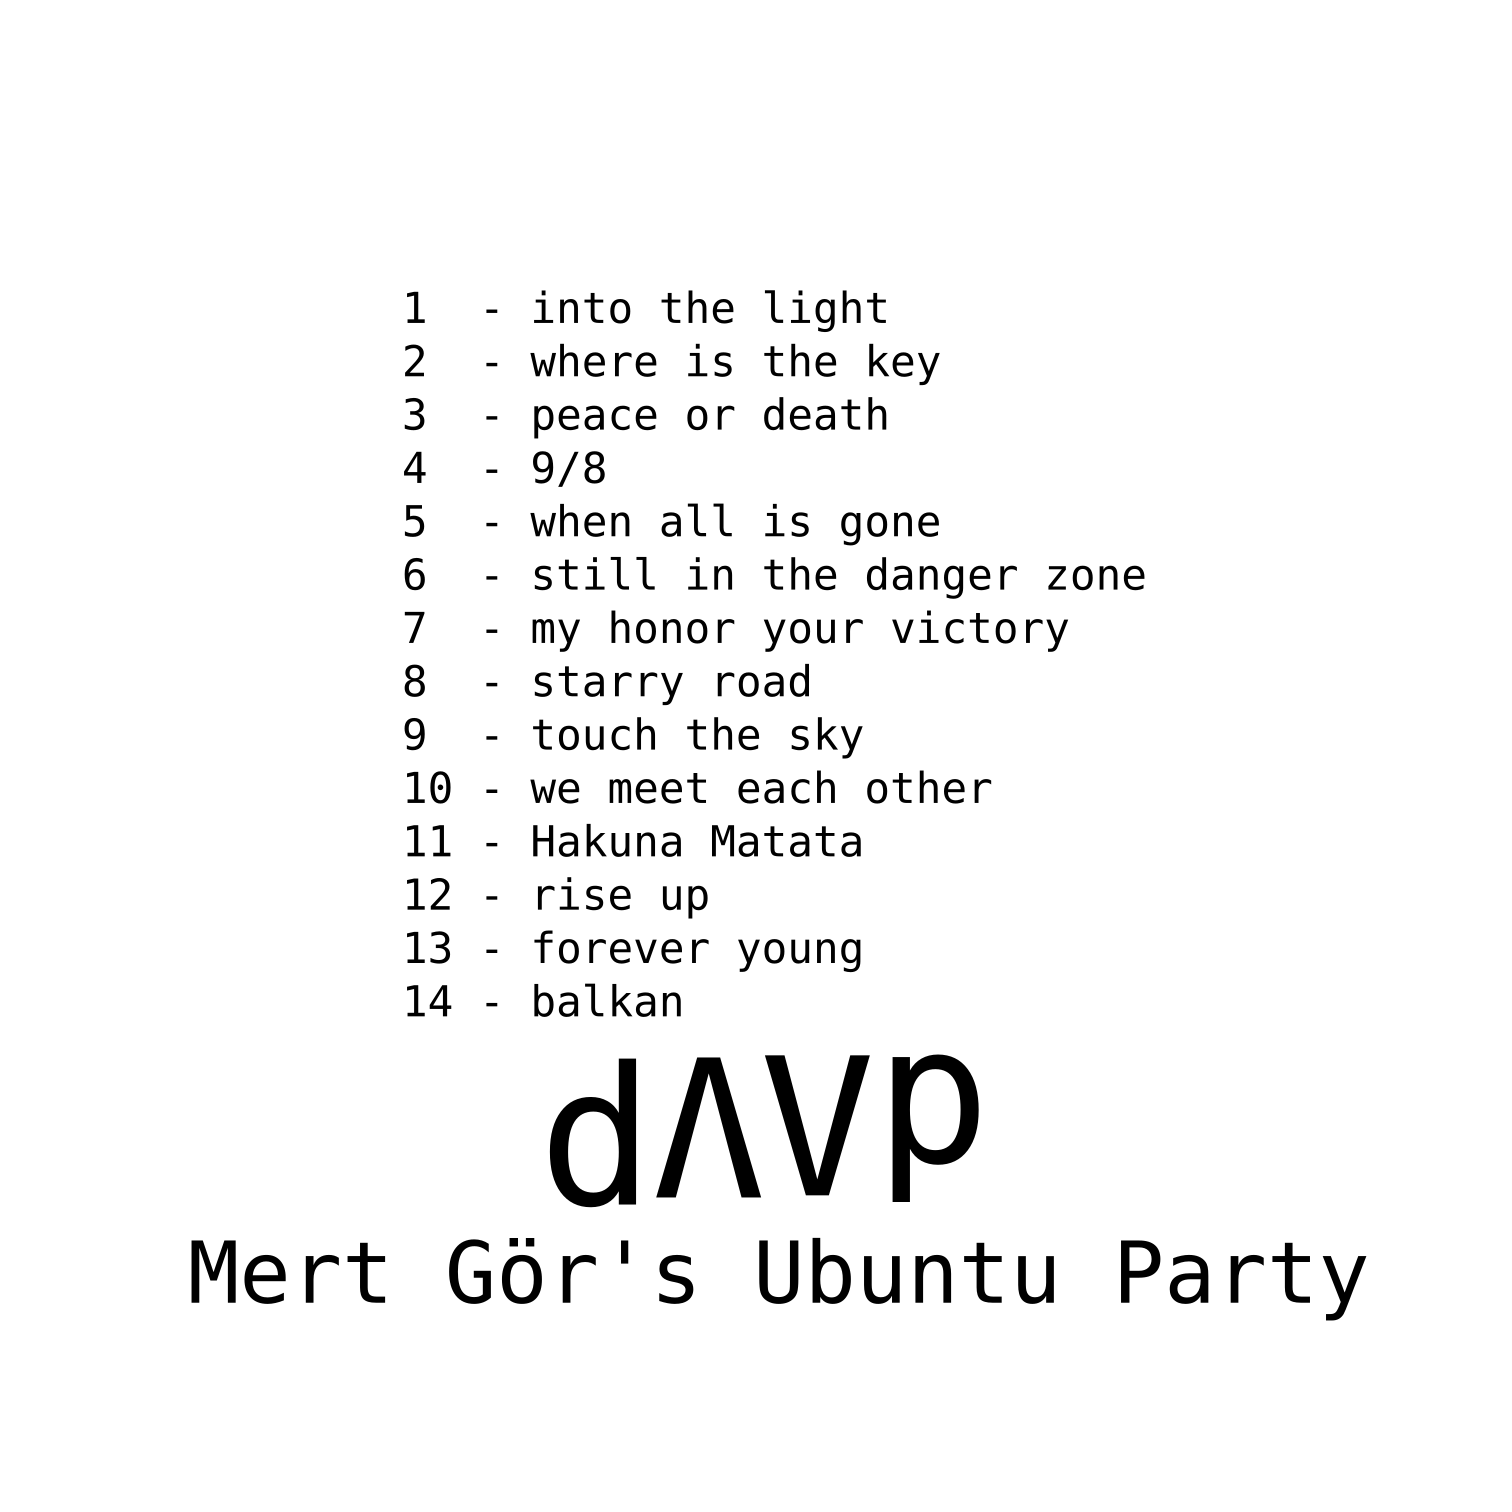 1  - into the light
2  - where is the key
3  - peace or death
4  - 9/8
5  - when all is gone
6  - still in the danger zone
7  - my honor your victory
8  - starry road
9  - touch the sky
10 - we meet each other
11 - Hakuna Matata
12 - rise up
13 - forever young
14 - balkan
dΛVp
Mert Gör's Ubuntu Party